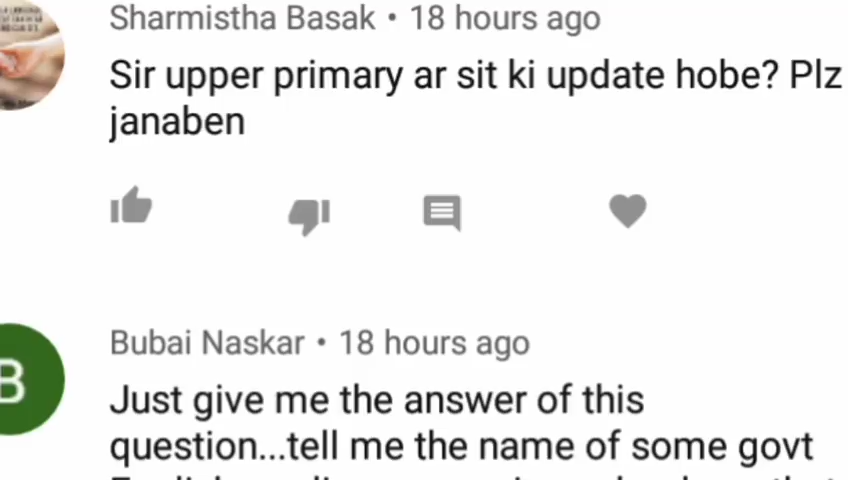 Sharmistha Basak • 18 hours ago
Sir upper primary ar sit ki update hobe? Plz
janaben
Bubai Naskar • 18 hours ago
B
Just give me the answer of this
question...tell me the name of some govt